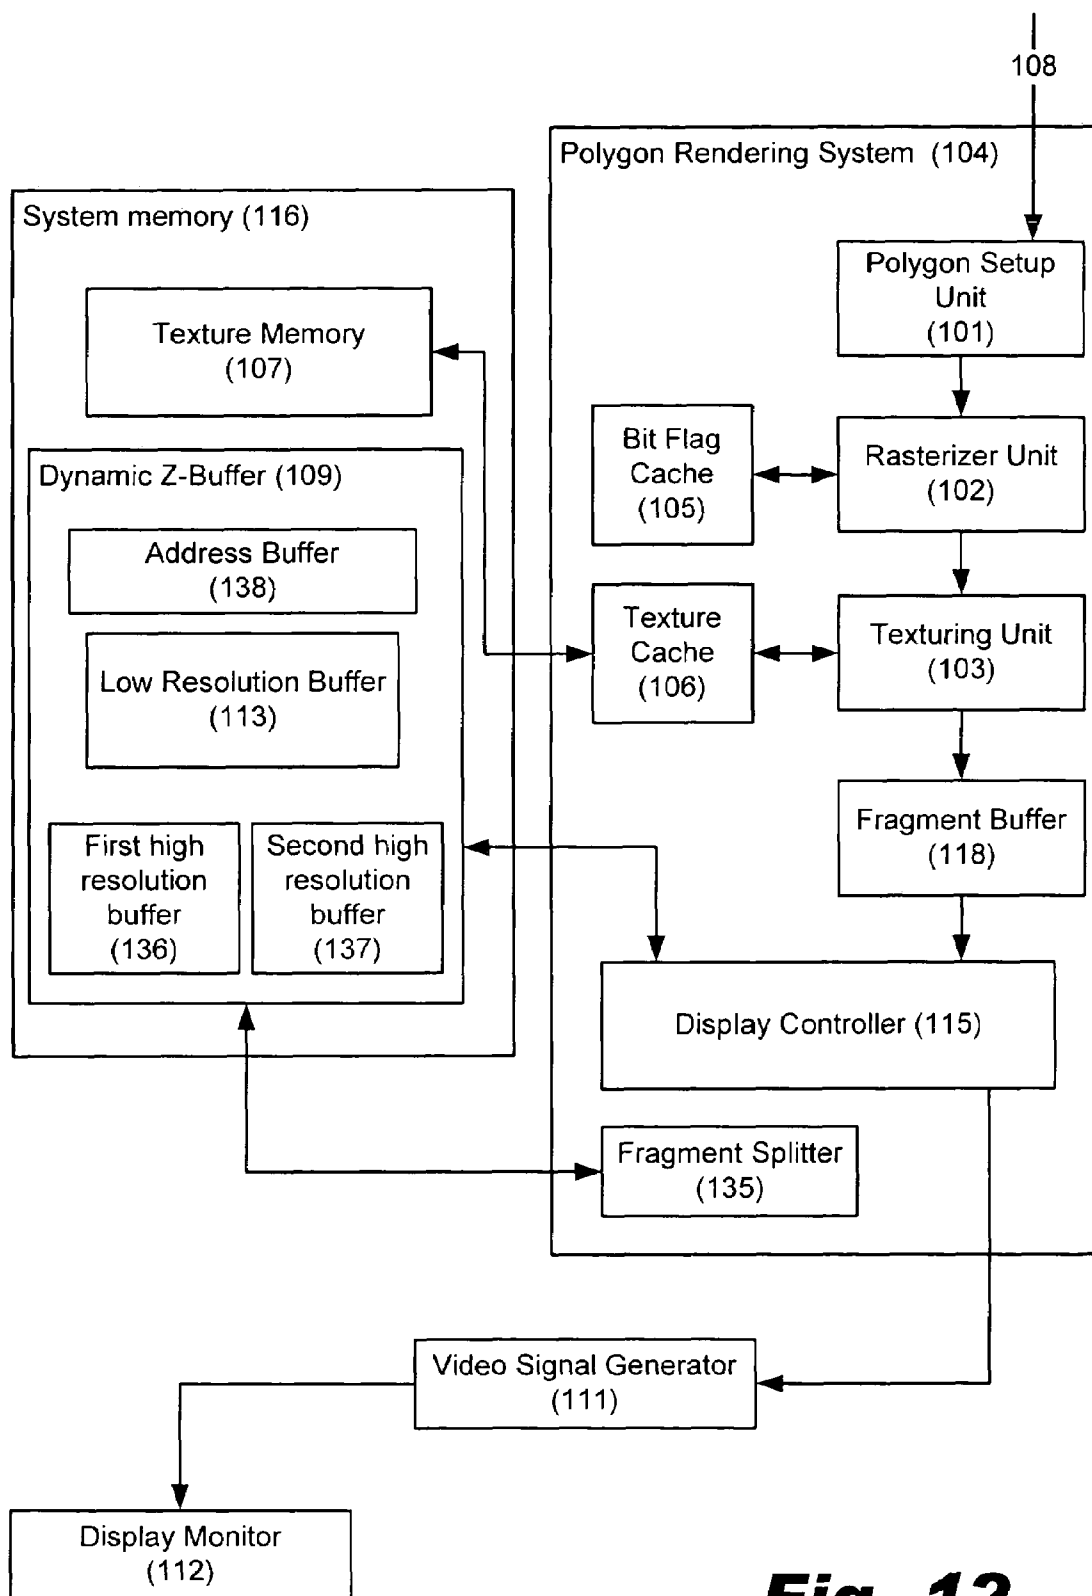 108
Polygon Rendering System (104)
System memory (116)
Polygon Setup
Unit
(101)
Texture Memory
(107)
Bit Flag
Cache
(105)
Rasterizer Unit
(102)
Dynamic Z-Buffer (109)
Address Buffer
(138)
Texture
Cache
(106)
Texturing Unit
(103)
Low Resolution Buffer
(113)
Fragment Buffer
(118)
First high
resolution
buffer
(136)
Second high
resolution
buffer
(137)
Display Controller (115)
Fragment Splitter
(135)
Video Signal Generator
(111)
Display Monitor
(112)
Fig. 12